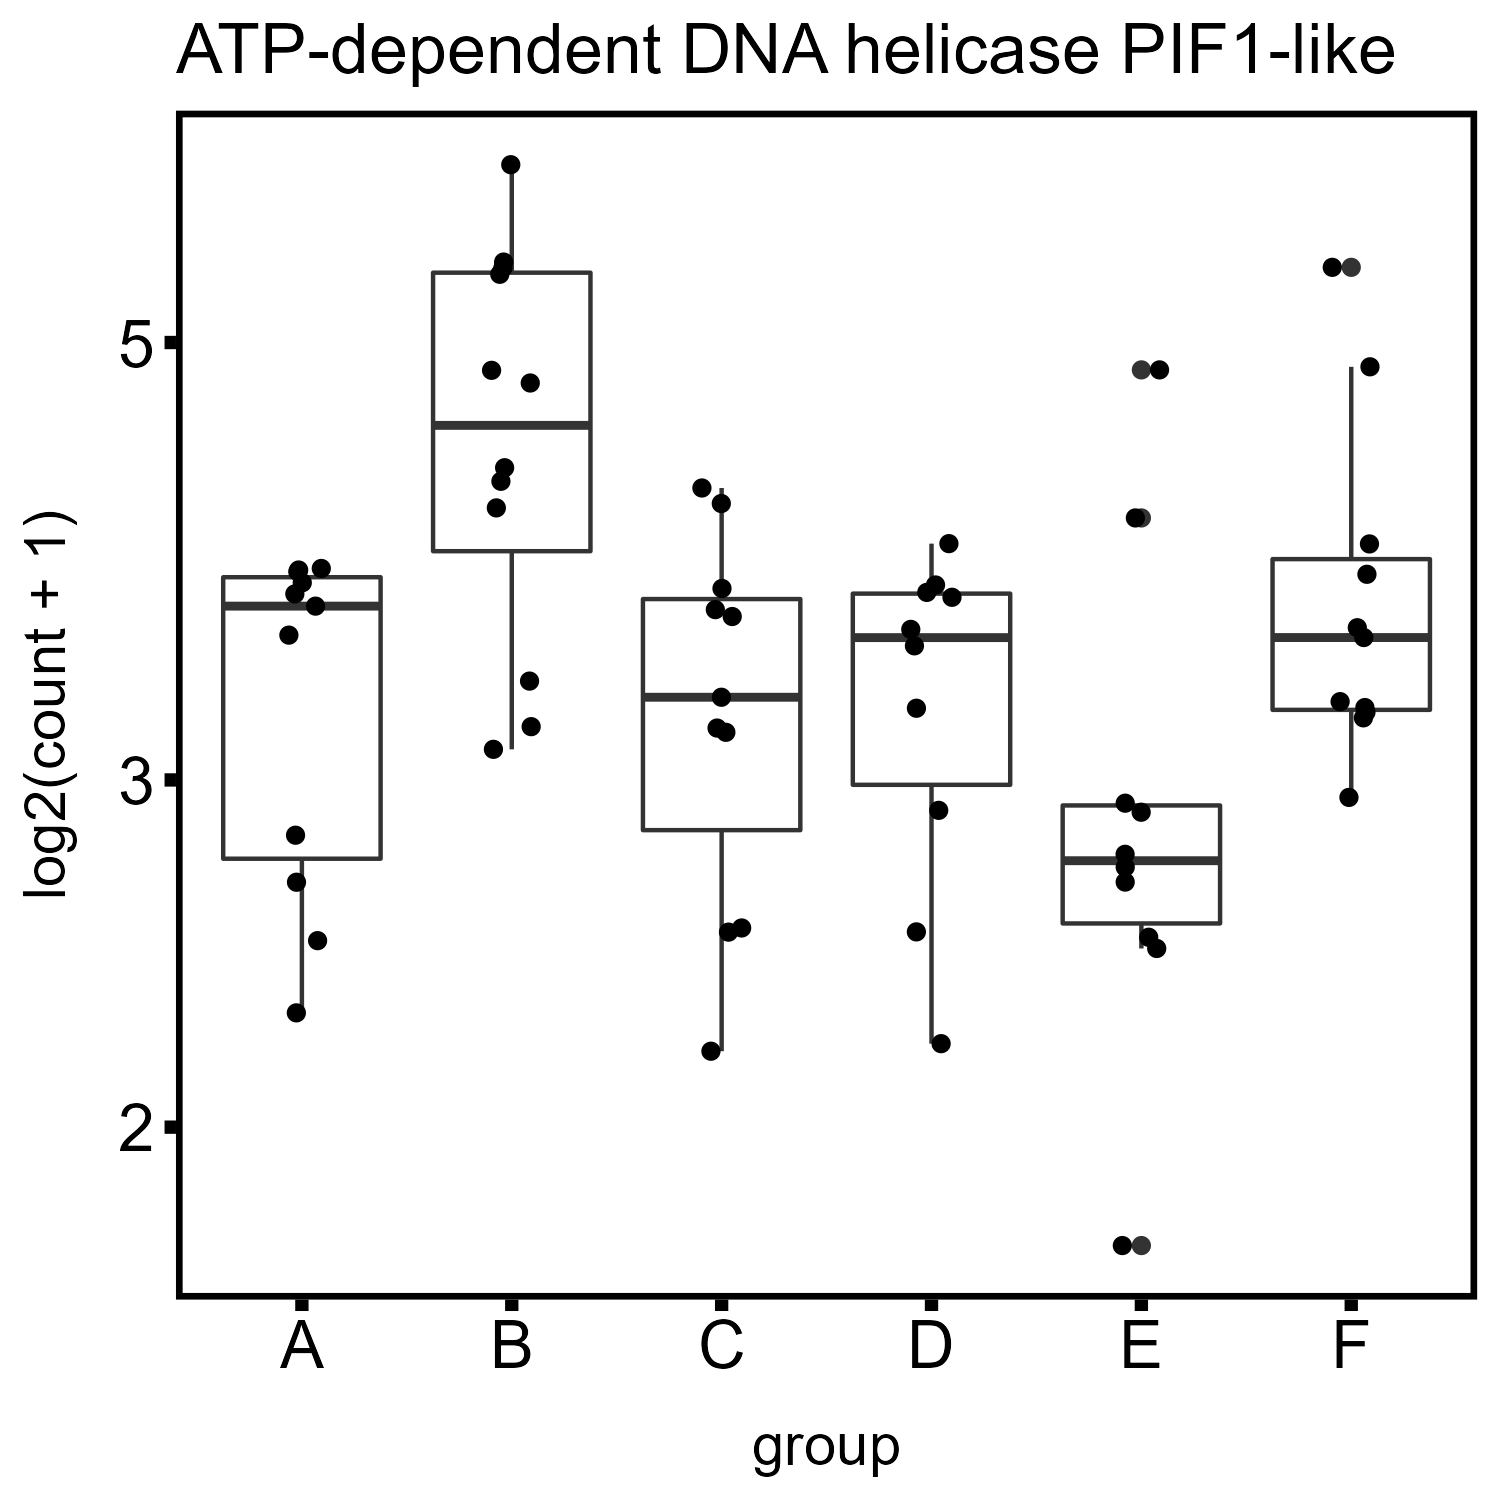 ATP-dependent DNA helicase PIF1-like
log2(count + 1)
5
3
2
A B C D E F
group